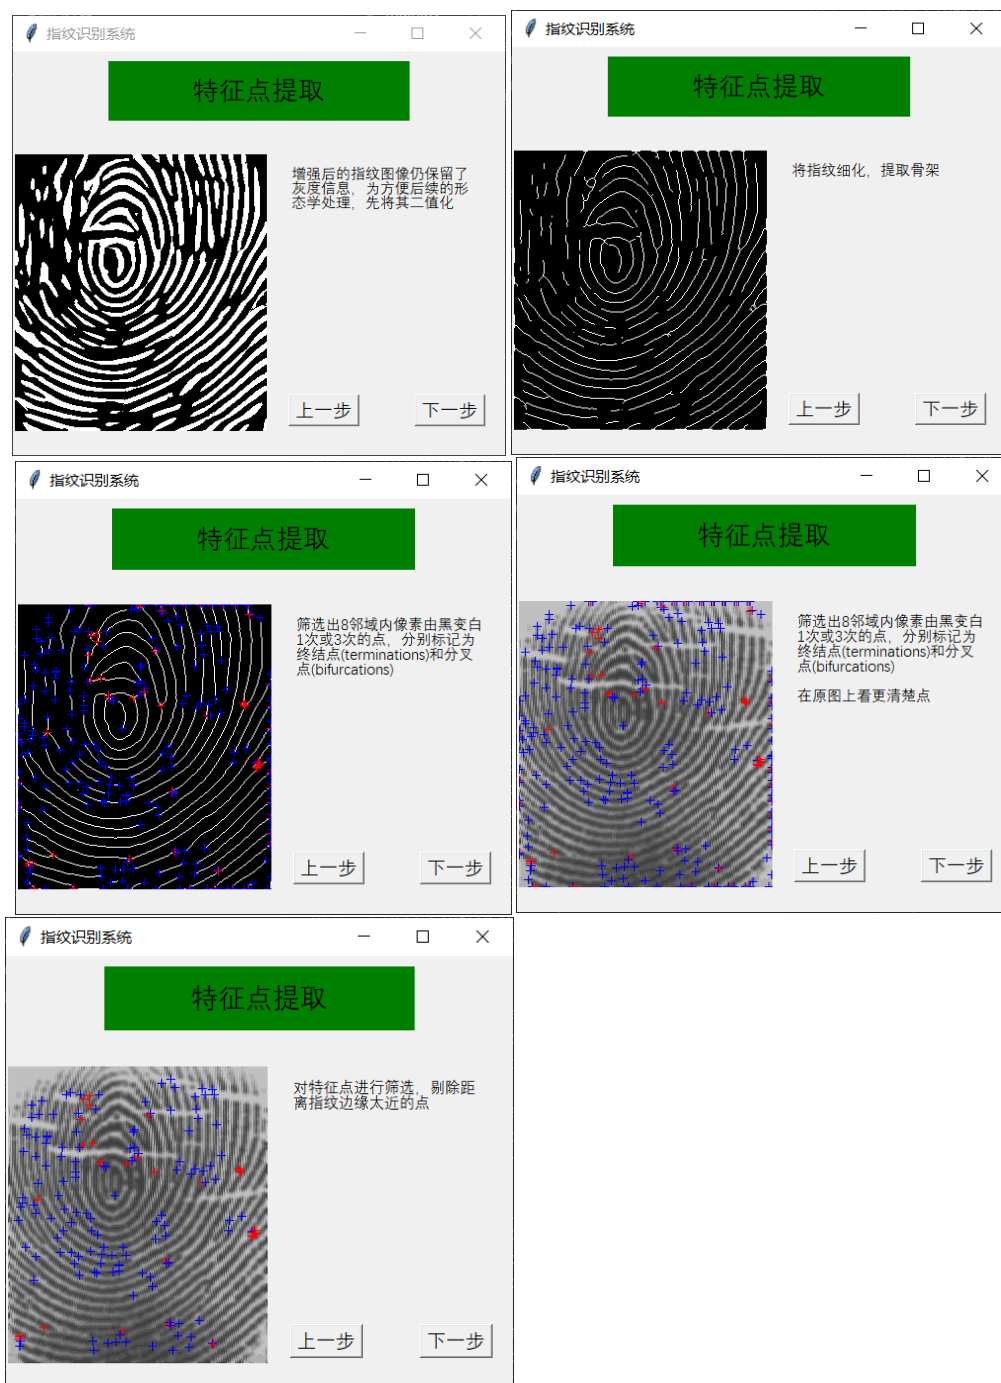 指纹识别系统
特征点提取
增强后的指纹图像仍保留了
灰度信息，为方便后续的形
态学处理，先将其二值化
上一步
下一步
指纹识别系统
特征点提取
将指纹细化，提取骨架
上一步
下一步
指纹识别系统
特征点提取
筛选出8邻域内像素由黑变白
1次或3次的点，分别标记为
终结点(terminations)和分叉
点(bifurcations)
上一步
下一步
指纹识别系统
特征点提取
筛选出8邻域内像素由黑变白
1次或3次的点，分别标记为
终结点(terminations)和分叉
点(bifurcations)
在原图上看更清楚点
上一步
下一步
指纹识别系统
特征点提取
对特征点进行筛选，剔除距
离指纹边缘太近的点
上一步
下一步